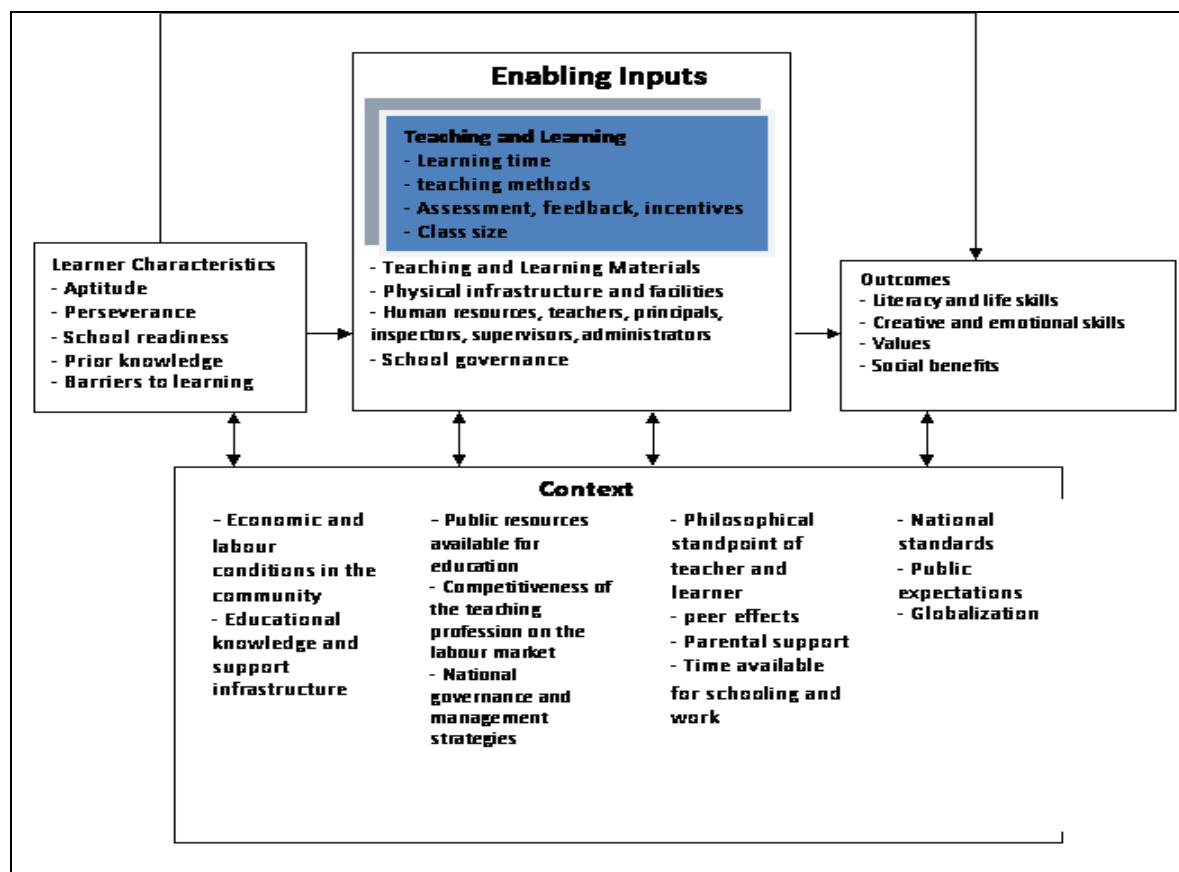 Enabling Inputs
Teaching and Learning
- Learning time
- teaching methods
- Assessment, feedback, incentives
- Class size
- Teaching and Learning Materials
- Physical infrastructure and facilities
- Human resources, teachers, principals,
inspectors, supervisors, administrators
- School governance
Learner Characteristics
- Aptitude
- Perseverance
- School readiness
- Prior knowledge
- Barriers to learning
Outcomes
- Literacy and life skills
- Creative and emotional skills
- Values
- Social benefits
Context
- Economic and
labour
conditions in the
community
- Educational
knowledge and
support
infrastructure
- Public resources
available for
education
- Competitiveness of
the teaching
profession on the
labour market
- National
governance and
management
strategies
- Philosophical
standpoint of
teacher and
learner
- peer effects
- Parental support
- Time available
for schooling and
work
- National
standards
- Public
expectations
- Globalization